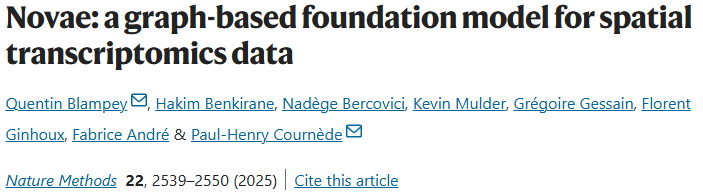 Novae: a graph-based foundation model for spatial
transcriptomics data
Quentin Blampey, Hakim Benkirane, Nadège Bercovici, Kevin Mulder, Grégoire Gessain, Florent
Ginhoux, Fabrice André & Paul-Henry Cournède
Nature Methods 22, 2539–2550 (2025) Cite this article